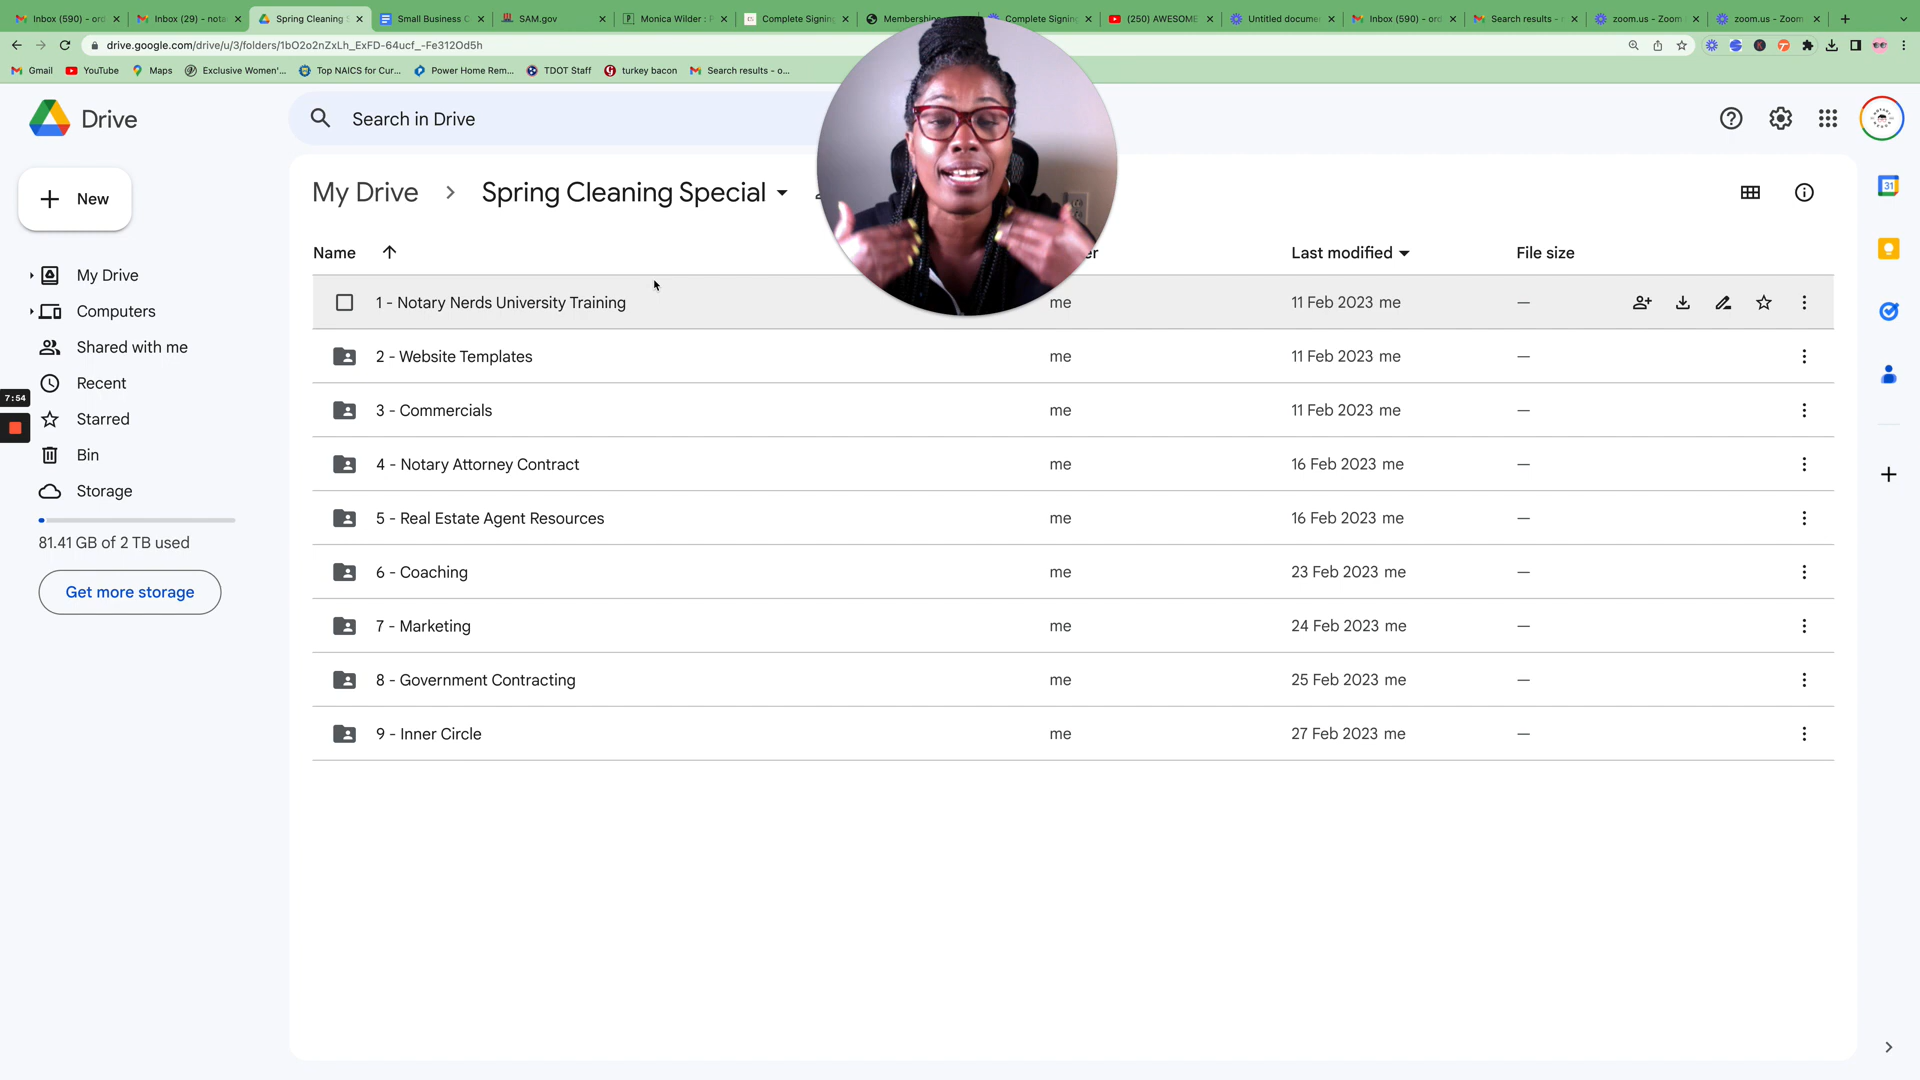 Inbox (590) - ord
Inbox (29) - nota
Spring Cleaning
Small Business C
SAM.gov
Monica Wilder : P
Complete Signing
Memberships
Complete Signing
(250) AWESOME
Untitled docume
Inbox (590) - ord
Search results - n
zoom.us - Zoom
zoom.us - Zoom
drive.google.com/drive/u/3/folders/1bO2o2nZxLh_ExFD-64ucf_-Fe312Od5h
Gmail
YouTube
Maps
Exclusive Women'...
Top NAICS for Cur...
Power Home Rem...
TDOT Staff
turkey bacon
Search results - o...
Drive
Search in Drive
New
My Drive
Computers
Shared with me
Recent
Starred
Bin
Storage
81.41 GB of 2 TB used
Get more storage
7:54
My Drive > Spring Cleaning Special
Name er Last modified File size
1 - Notary Nerds University Training me 11 Feb 2023 me —
2 - Website Templates me 11 Feb 2023 me —
3 - Commercials me 11 Feb 2023 me —
4 - Notary Attorney Contract me 16 Feb 2023 me —
5 - Real Estate Agent Resources me 16 Feb 2023 me —
6 - Coaching me 23 Feb 2023 me —
7 - Marketing me 24 Feb 2023 me —
8 - Government Contracting me 25 Feb 2023 me —
9 - Inner Circle me 27 Feb 2023 me —
31